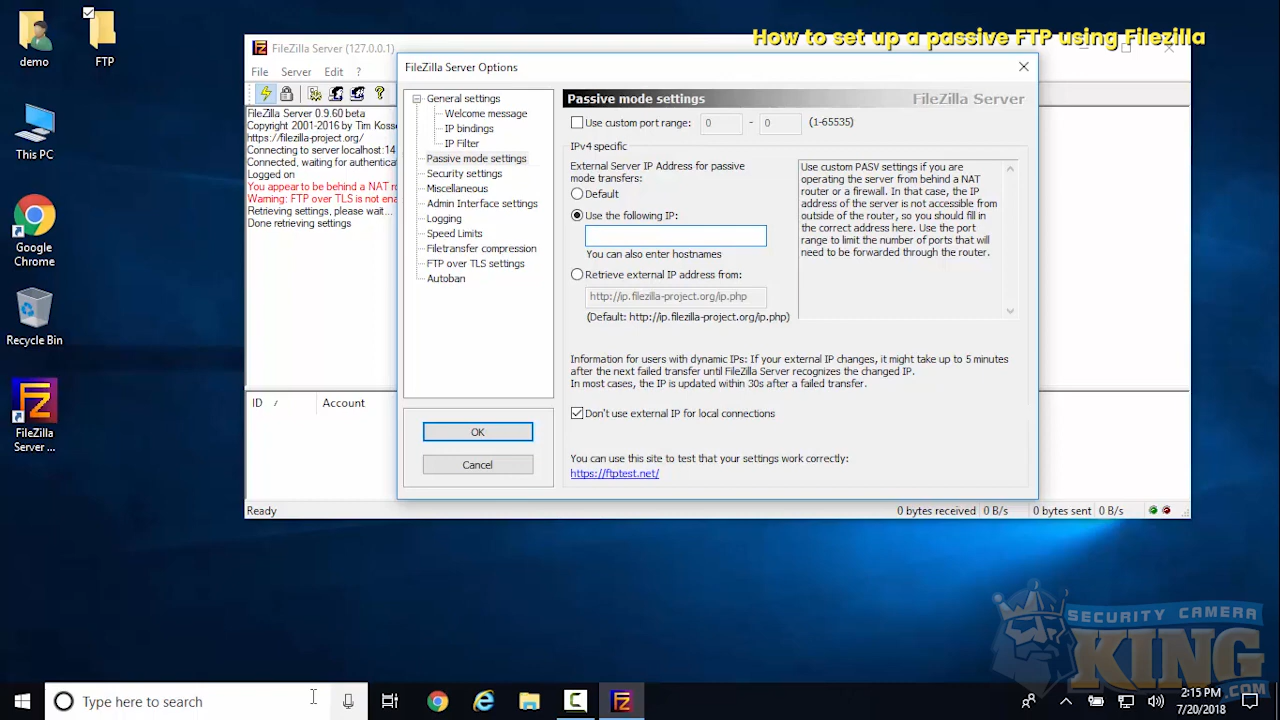 How to set up a passive FTP using Filezilla
demo
FTP
This PC
Google
Chrome
Recycle Bin
FileZilla
Server ...
FileZilla Server (127.0.0.1)
File Server Edit ?
FileZilla Server 0.9.60 beta
Copyright 2001-2016 by Tim Kosse
https://filezilla-project.org/
Connecting to server localhost:14
Connected, waiting for authenticat
Logged on
You appear to be behind a NAT ro
Warning: FTP over TLS is not ena
Retrieving settings, please wait...
Done retrieving settings
ID / Account
Ready
0 bytes received 0 B/s 0 bytes sent 0 B/s
FileZilla Server Options
General settings
Welcome message
IP bindings
IP Filter
Passive mode settings
Security settings
Miscellaneous
Admin Interface settings
Logging
Speed Limits
Filetransfer compression
FTP over TLS settings
Autoban
OK
Cancel
Passive mode settings FileZilla Server
Use custom port range: 0 - 0 (1-65535)
IPv4 specific
External Server IP Address for passive
mode transfers:
Default
Use the following IP:
You can also enter hostnames
Retrieve external IP address from:
http://ip.filezilla-project.org/ip.php
(Default: http://ip.filezilla-project.org/ip.php)
Use custom PASV settings if you are
operating the server from behind a NAT
router or a firewall. In that case, the IP
address of the server is not accessible from
outside of the router, so you should fill in
the correct address here. Use the port
range to limit the number of ports that will
need to be forwarded through the router.
Information for users with dynamic IPs: If your external IP changes, it might take up to 5 minutes
after the next failed transfer until FileZilla Server recognizes the changed IP.
In most cases, the IP is updated within 30s after a failed transfer.
Don't use external IP for local connections
You can use this site to test that your settings work correctly:
https://ftptest.net/
SECURITY CAMERA
KING
Type here to search
2:15 PM
7/20/2018